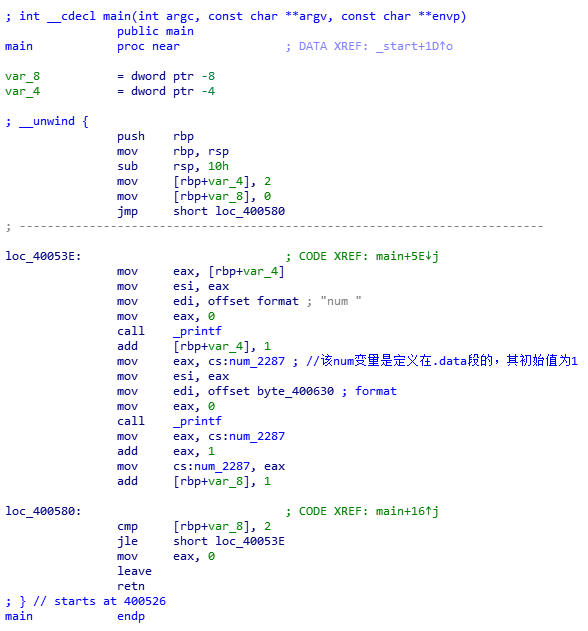 ; int __cdecl main(int argc, const char **argv, const char **envp)
public main
main proc near ; DATA XREF: _start+1D↑o
var_8 = dword ptr -8
var_4 = dword ptr -4
; __unwind {
push rbp
mov rbp, rsp
sub rsp, 10h
mov [rbp+var_4], 2
mov [rbp+var_8], 0
jmp short loc_400580
; ---------------------------------------------------------------------------
loc_40053E: ; CODE XREF: main+5E↓j
mov eax, [rbp+var_4]
mov esi, eax
mov edi, offset format ; "num "
mov eax, 0
call _printf
add [rbp+var_4], 1
mov eax, cs:num_2287 ; //该num变量是定义在.data段的，其初始值为1
mov esi, eax
mov edi, offset byte_400630 ; format
mov eax, 0
call _printf
mov eax, cs:num_2287
add eax, 1
mov cs:num_2287, eax
add [rbp+var_8], 1
loc_400580: ; CODE XREF: main+16↑j
cmp [rbp+var_8], 2
jle short loc_40053E
mov eax, 0
leave
retn
; } // starts at 400526
main endp